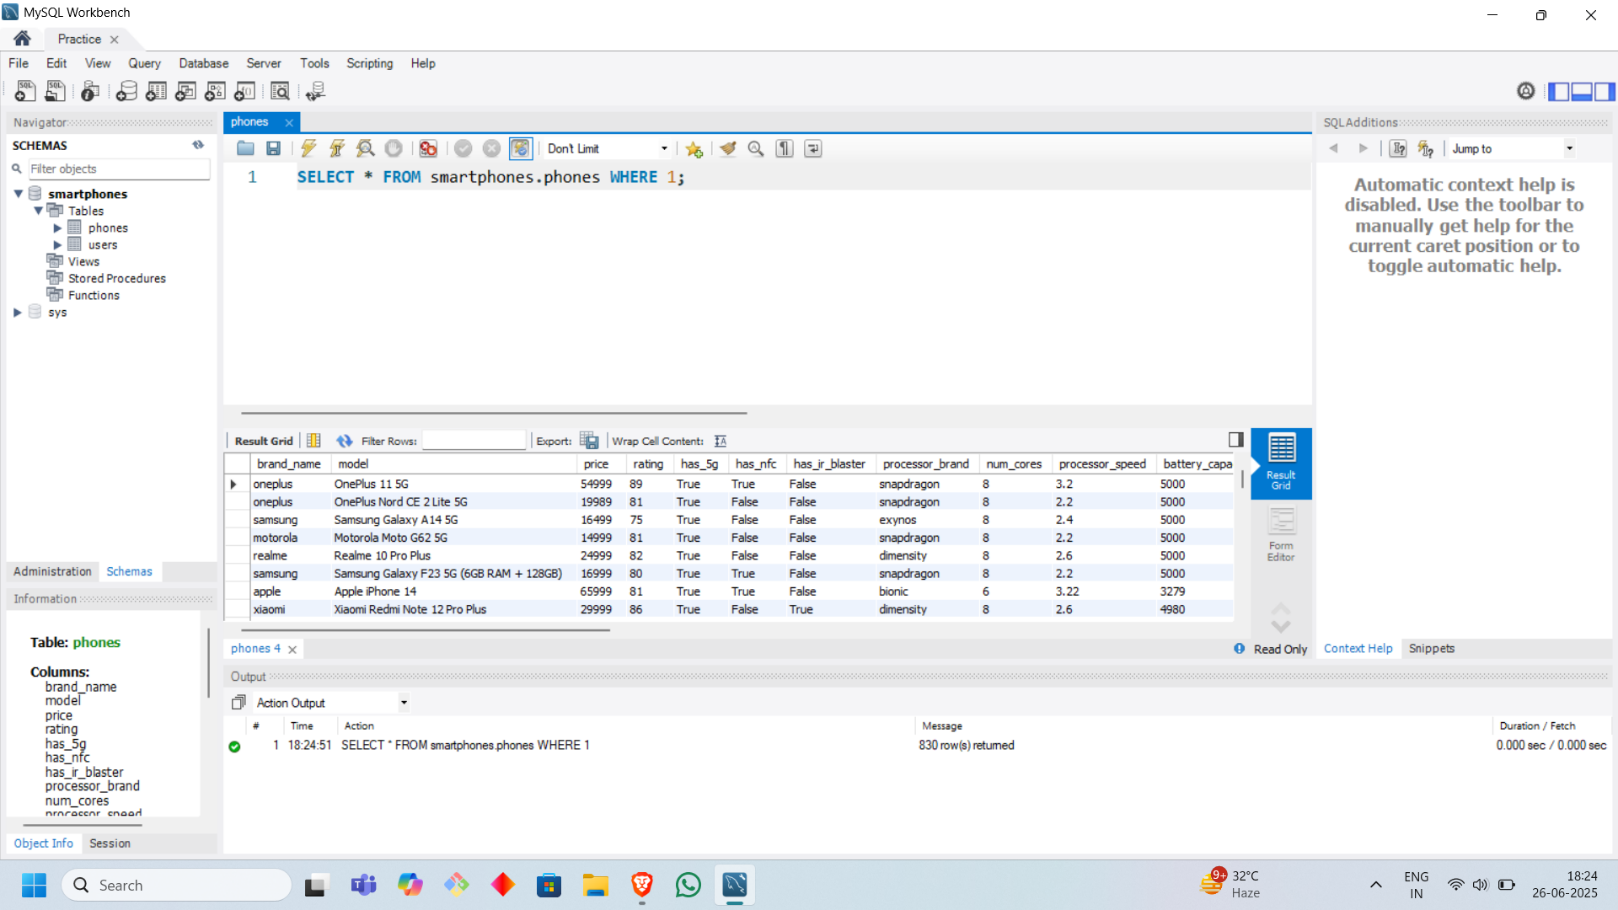 MySQL Workbench
Practice
File Edit View Query Database Server Tools Scripting Help
Navigator
SCHEMAS
Filter objects
smartphones
Tables
phones
users
Views
Stored Procedures
Functions
sys
Administration Schemas
Information
Table: phones
Columns:
brand_name
model
price
rating
has_5g
has_nfc
has_ir_blaster
processor_brand
num_cores
processor_speed
Object Info Session
phones
Don't Limit
1 SELECT * FROM smartphones.phones WHERE 1;
Result Grid Filter Rows: Export: Wrap Cell Content:
brand_name model price rating has_5g has_nfc has_ir_blaster processor_brand num_cores processor_speed battery_capa
oneplus OnePlus 11 5G 54999 89 True True False snapdragon 8 3.2 5000
oneplus OnePlus Nord CE 2 Lite 5G 19989 81 True False False snapdragon 8 2.2 5000
samsung Samsung Galaxy A14 5G 16499 75 True False False exynos 8 2.4 5000
motorola Motorola Moto G62 5G 14999 81 True False False snapdragon 8 2.2 5000
realme Realme 10 Pro Plus 24999 82 True False False dimensity 8 2.6 5000
samsung Samsung Galaxy F23 5G (6GB RAM + 128GB) 16999 80 True True False snapdragon 8 2.2 5000
apple Apple iPhone 14 65999 81 True True False bionic 6 3.22 3279
xiaomi Xiaomi Redmi Note 12 Pro Plus 29999 86 True False True dimensity 8 2.6 4980
Result
Grid
Form
Editor
phones 4
Read Only
Output
Action Output
# Time Action Message Duration / Fetch
1 18:24:51 SELECT * FROM smartphones.phones WHERE 1 830 row(s) returned 0.000 sec / 0.000 sec
SQLAdditions
Jump to
Automatic context help is
disabled. Use the toolbar to
manually get help for the
current caret position or to
toggle automatic help.
Context Help Snippets
Search
9+
32°C
Haze
ENG
IN
18:24
26-06-2025